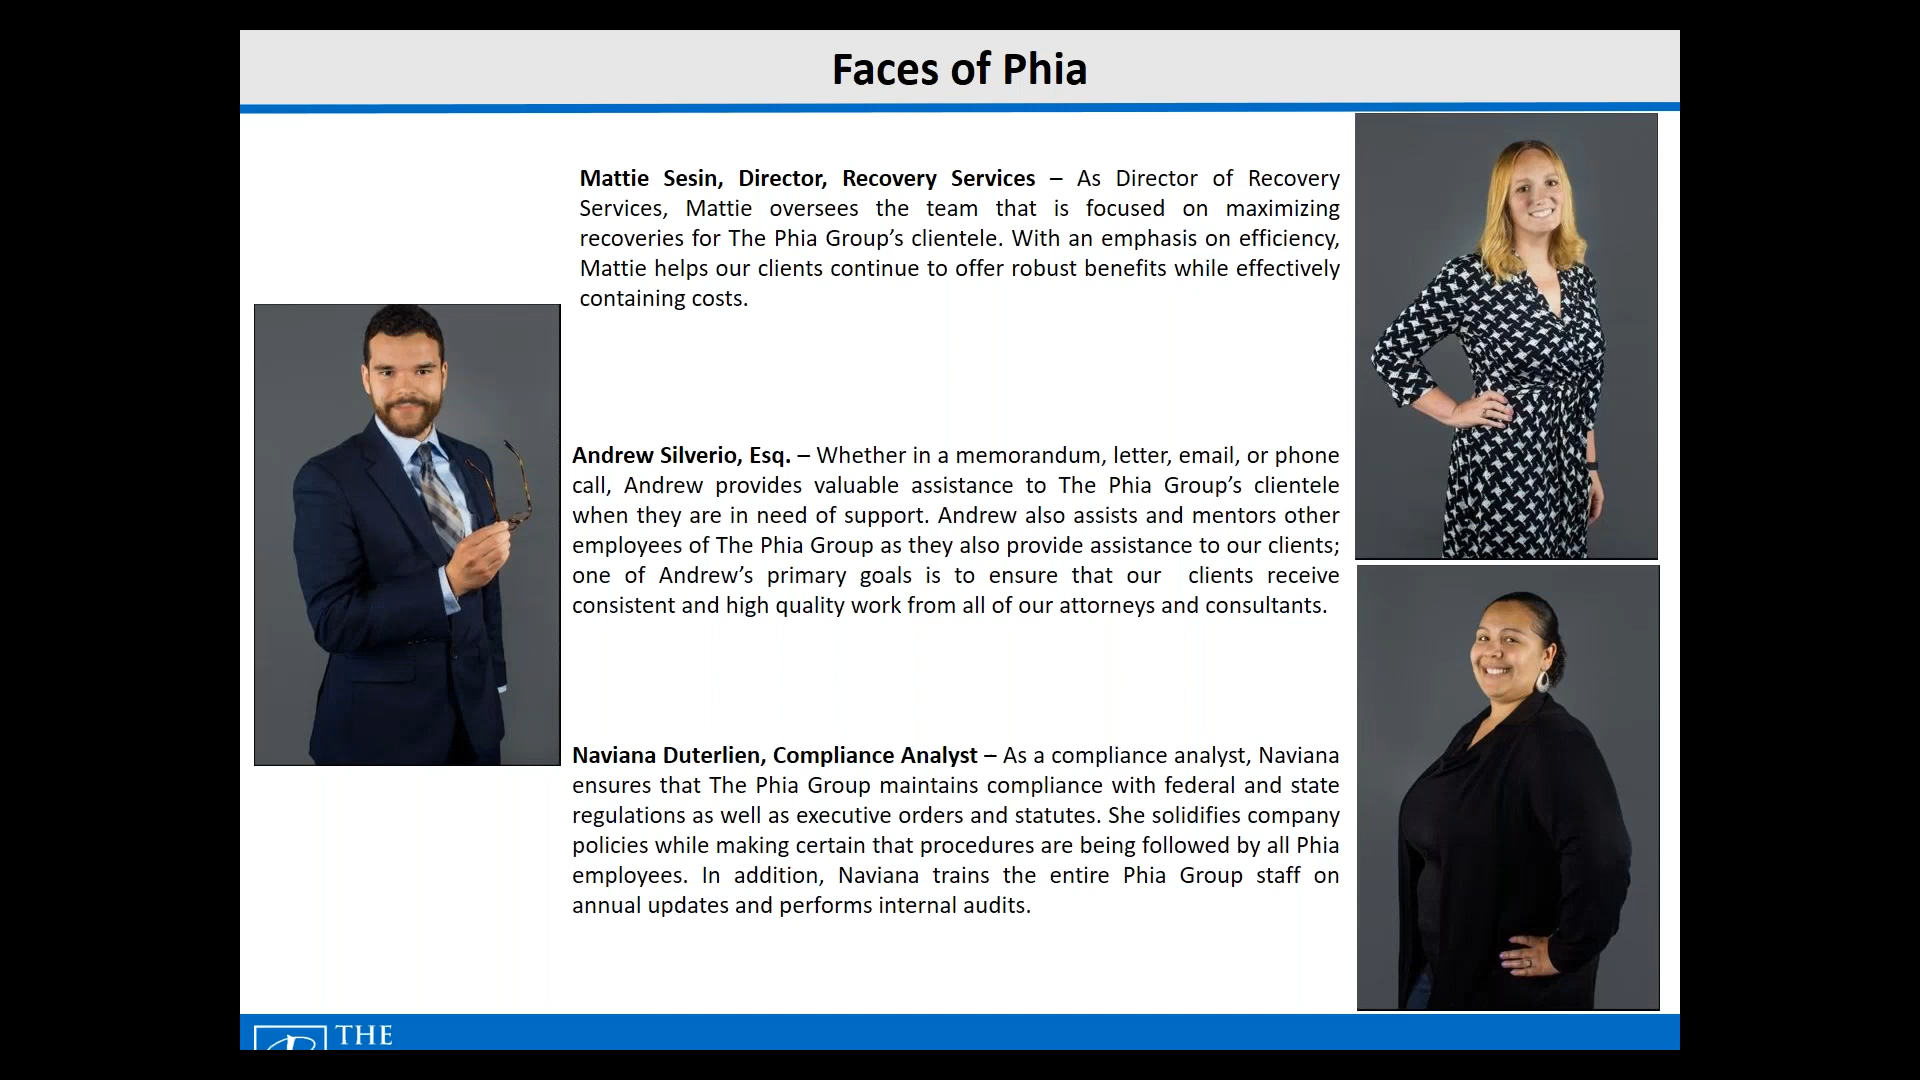 Faces of Phia
Mattie Sesin, Director, Recovery Services – As Director of Recovery
Services, Mattie oversees the team that is focused on maximizing
recoveries for The Phia Group’s clientele. With an emphasis on efficiency,
Mattie helps our clients continue to offer robust benefits while effectively
containing costs.
Andrew Silverio, Esq. – Whether in a memorandum, letter, email, or phone
call, Andrew provides valuable assistance to The Phia Group’s clientele
when they are in need of support. Andrew also assists and mentors other
employees of The Phia Group as they also provide assistance to our clients;
one of Andrew’s primary goals is to ensure that our clients receive
consistent and high quality work from all of our attorneys and consultants.
Naviana Duterlien, Compliance Analyst – As a compliance analyst, Naviana
ensures that The Phia Group maintains compliance with federal and state
regulations as well as executive orders and statutes. She solidifies company
policies while making certain that procedures are being followed by all Phia
employees. In addition, Naviana trains the entire Phia Group staff on
annual updates and performs internal audits.
THE